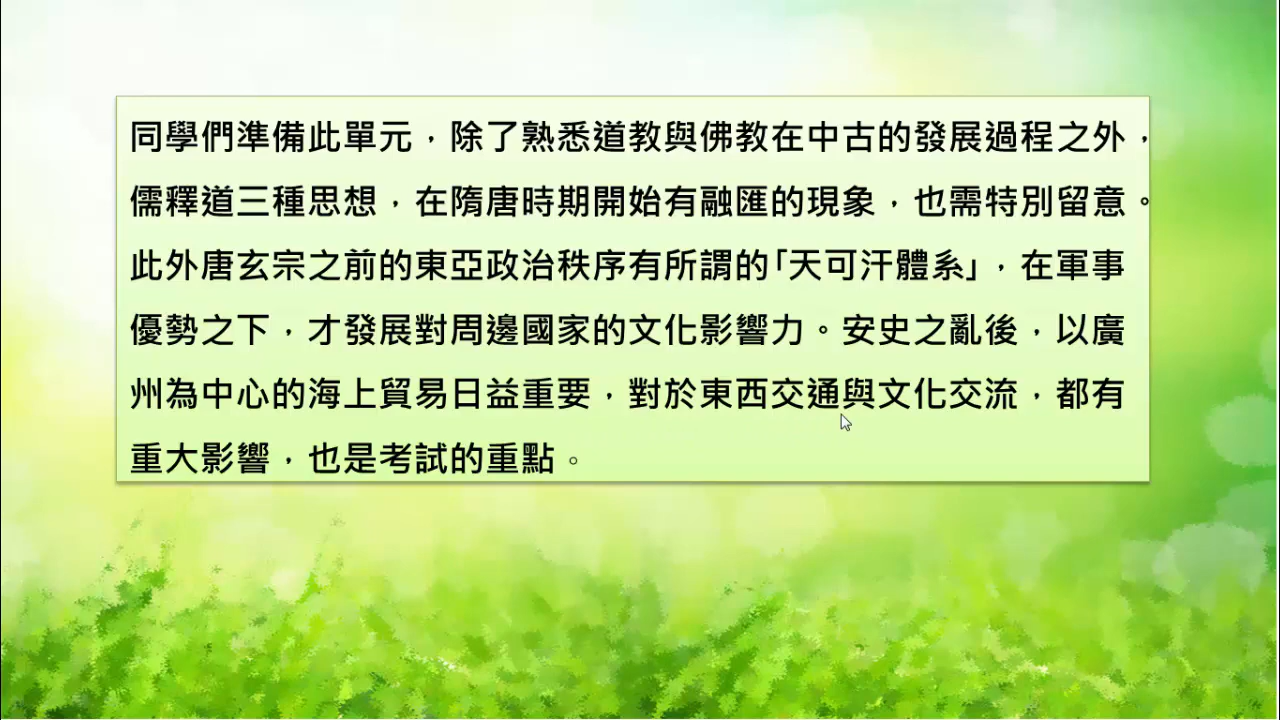 同學們準備此單元，除了熟悉道教與佛教在中古的發展過程之外，
儒釋道三種思想，在隋唐時期開始有融匯的現象，也需特別留意。
此外唐玄宗之前的東亞政治秩序有所謂的「天可汗體系」，在軍事
優勢之下，才發展對周邊國家的文化影響力。安史之亂後，以廣
州為中心的海上貿易日益重要，對於東西交通與文化交流，都有
重大影響，也是考試的重點。